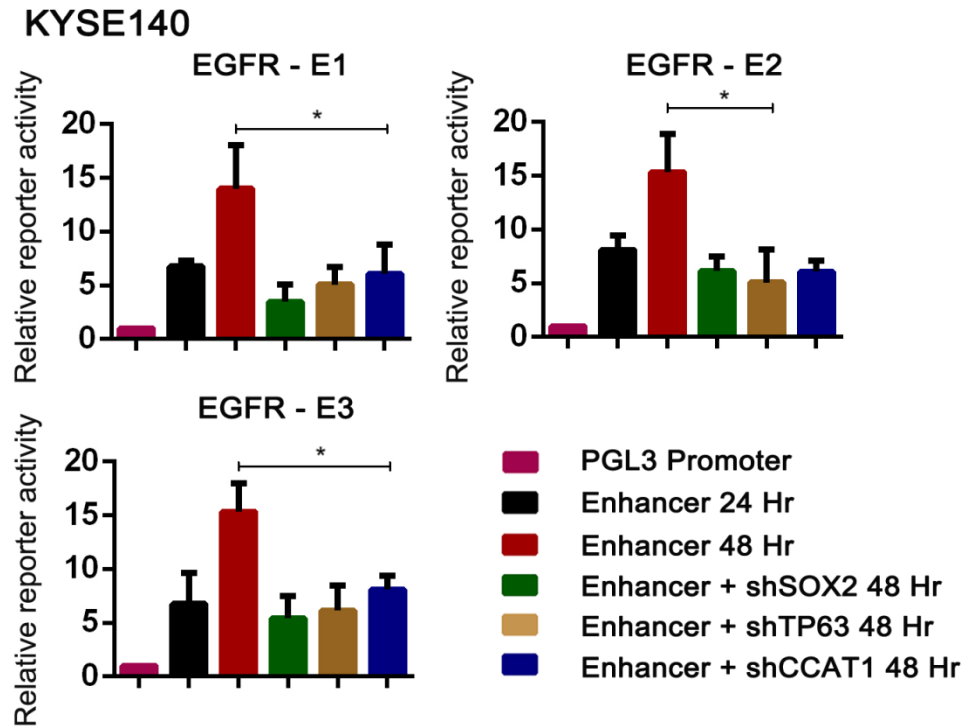 KYSE140
EGFR - E1
Relative reporter activity
20
15
10
5
0
*
EGFR - E2
Relative reporter activity
20
15
10
5
0
*
EGFR - E3
Relative reporter activity
20
15
10
5
0
*
PGL3 Promoter
Enhancer 24 Hr
Enhancer 48 Hr
Enhancer + shSOX2 48 Hr
Enhancer + shTP63 48 Hr
Enhancer + shCCAT1 48 Hr